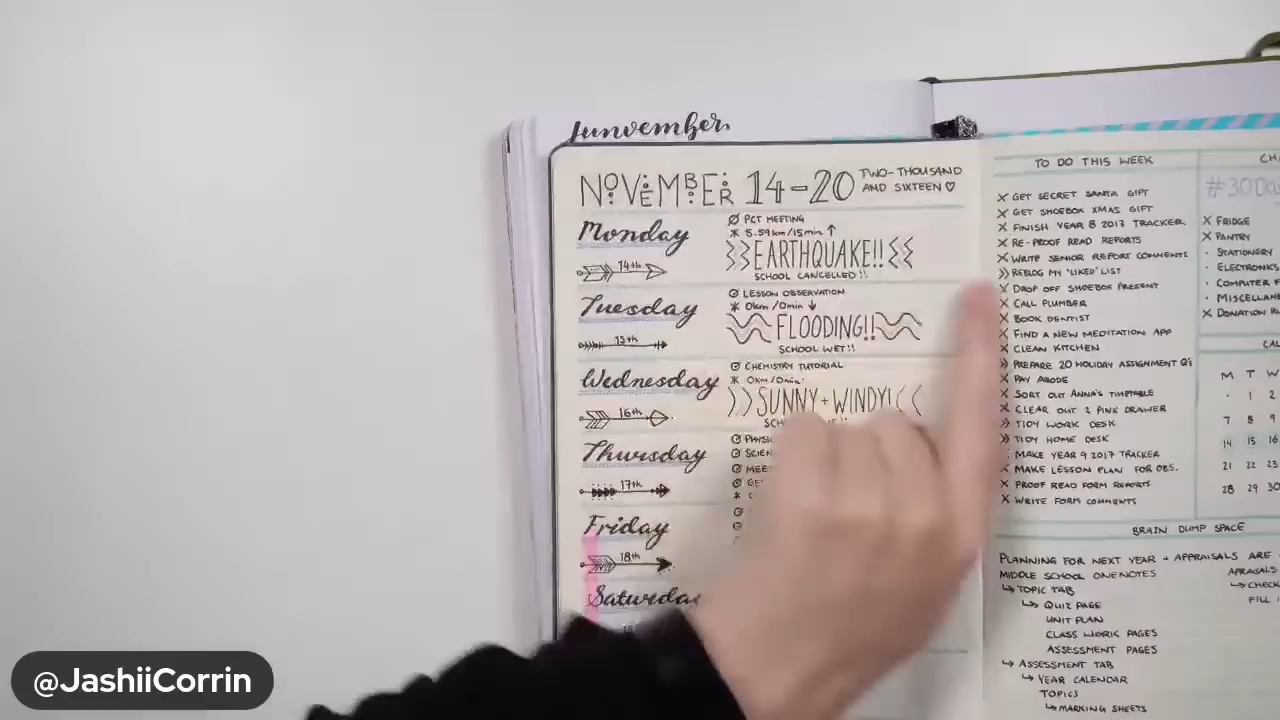 Junvember
NOVEMBER 14-20 TWO-THOUSAND
AND SIXTEEN♡
Monday
14th
PCT MEETING
5.59km/15min ↑
EARTHQUAKE!!
SCHOOL CANCELLED!!
Tuesday
15th
LESSON OBSERVATION
0km/0min ↓
FLOODING!!
SCHOOL WET!!
Wednesday
16th
CHEMISTRY TUTORIAL
0km/0min
SUNNY + WINDY!
Thursday
17th
Friday
18th
Saturday
TO DO THIS WEEK
X GET SECRET SANTA GIFT
X GET SHOEBOX XMAS GIFT
X FINISH YEAR 8 2017 TRACKER
X RE-PROOF READ REPORTS
X WRITE SENIOR REPORT COMMENTS
» REBLOG MY 'LIKED' LIST
X DROP OFF SHOEBOX PRESENT
X CALL PLUMBER
X BOOK DENTIST
X FIND A NEW MEDITATION APP
X CLEAN KITCHEN
» PREPARE 20 HOLIDAY ASSIGNMENT Q's
X PAY ADOBE
X SORT OUT ANNA'S TIMETABLE
X CLEAR OUT 2 PINK DRAWER
» TIDY WORK DESK
» TIDY HOME DESK
MAKE YEAR 9 2017 TRACKER
X MAKE LESSON PLAN FOR OBS.
X PROOF READ FORM REPORTS
X WRITE FORM COMMENTS
#30Da
X FRIDGE
X PANTRY
· STATIONERY
· ELECTRONICS
· COMPUTER F
· MISCELLAN
X DONATION R
CAL
M T W
· 1 2
7 8 9
14 15 16
21 22 23
28 29 30
BRAIN DUMP SPACE
PLANNING FOR NEXT YEAR + APPRAISALS ARE
MIDDLE SCHOOL ONENOTES
↳ TOPIC TAB
↳ QUIZ PAGE
UNIT PLAN
CLASS WORK PAGES
ASSESSMENT PAGES
↳ ASSESSMENT TAB
↳ YEAR CALENDAR
TOPICS
↳ MARKING SHEETS
APRAISALS
↳ CHECK
FILL I
@JashiiCorrin